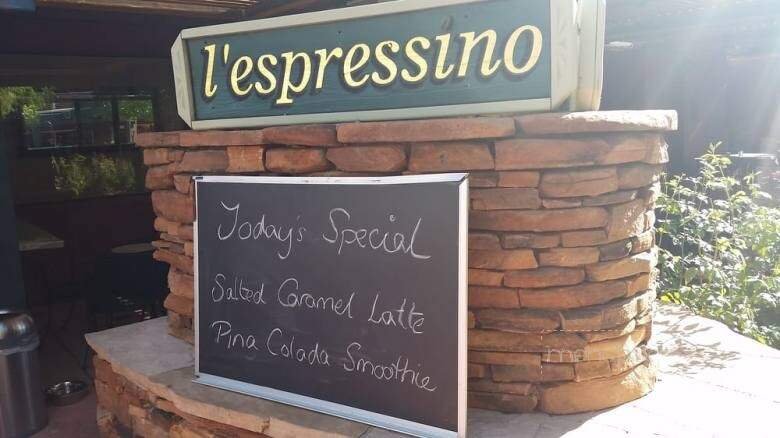 l'espressino
Today's Special
Salted Caramel Latte
Pina Colada Smoothie